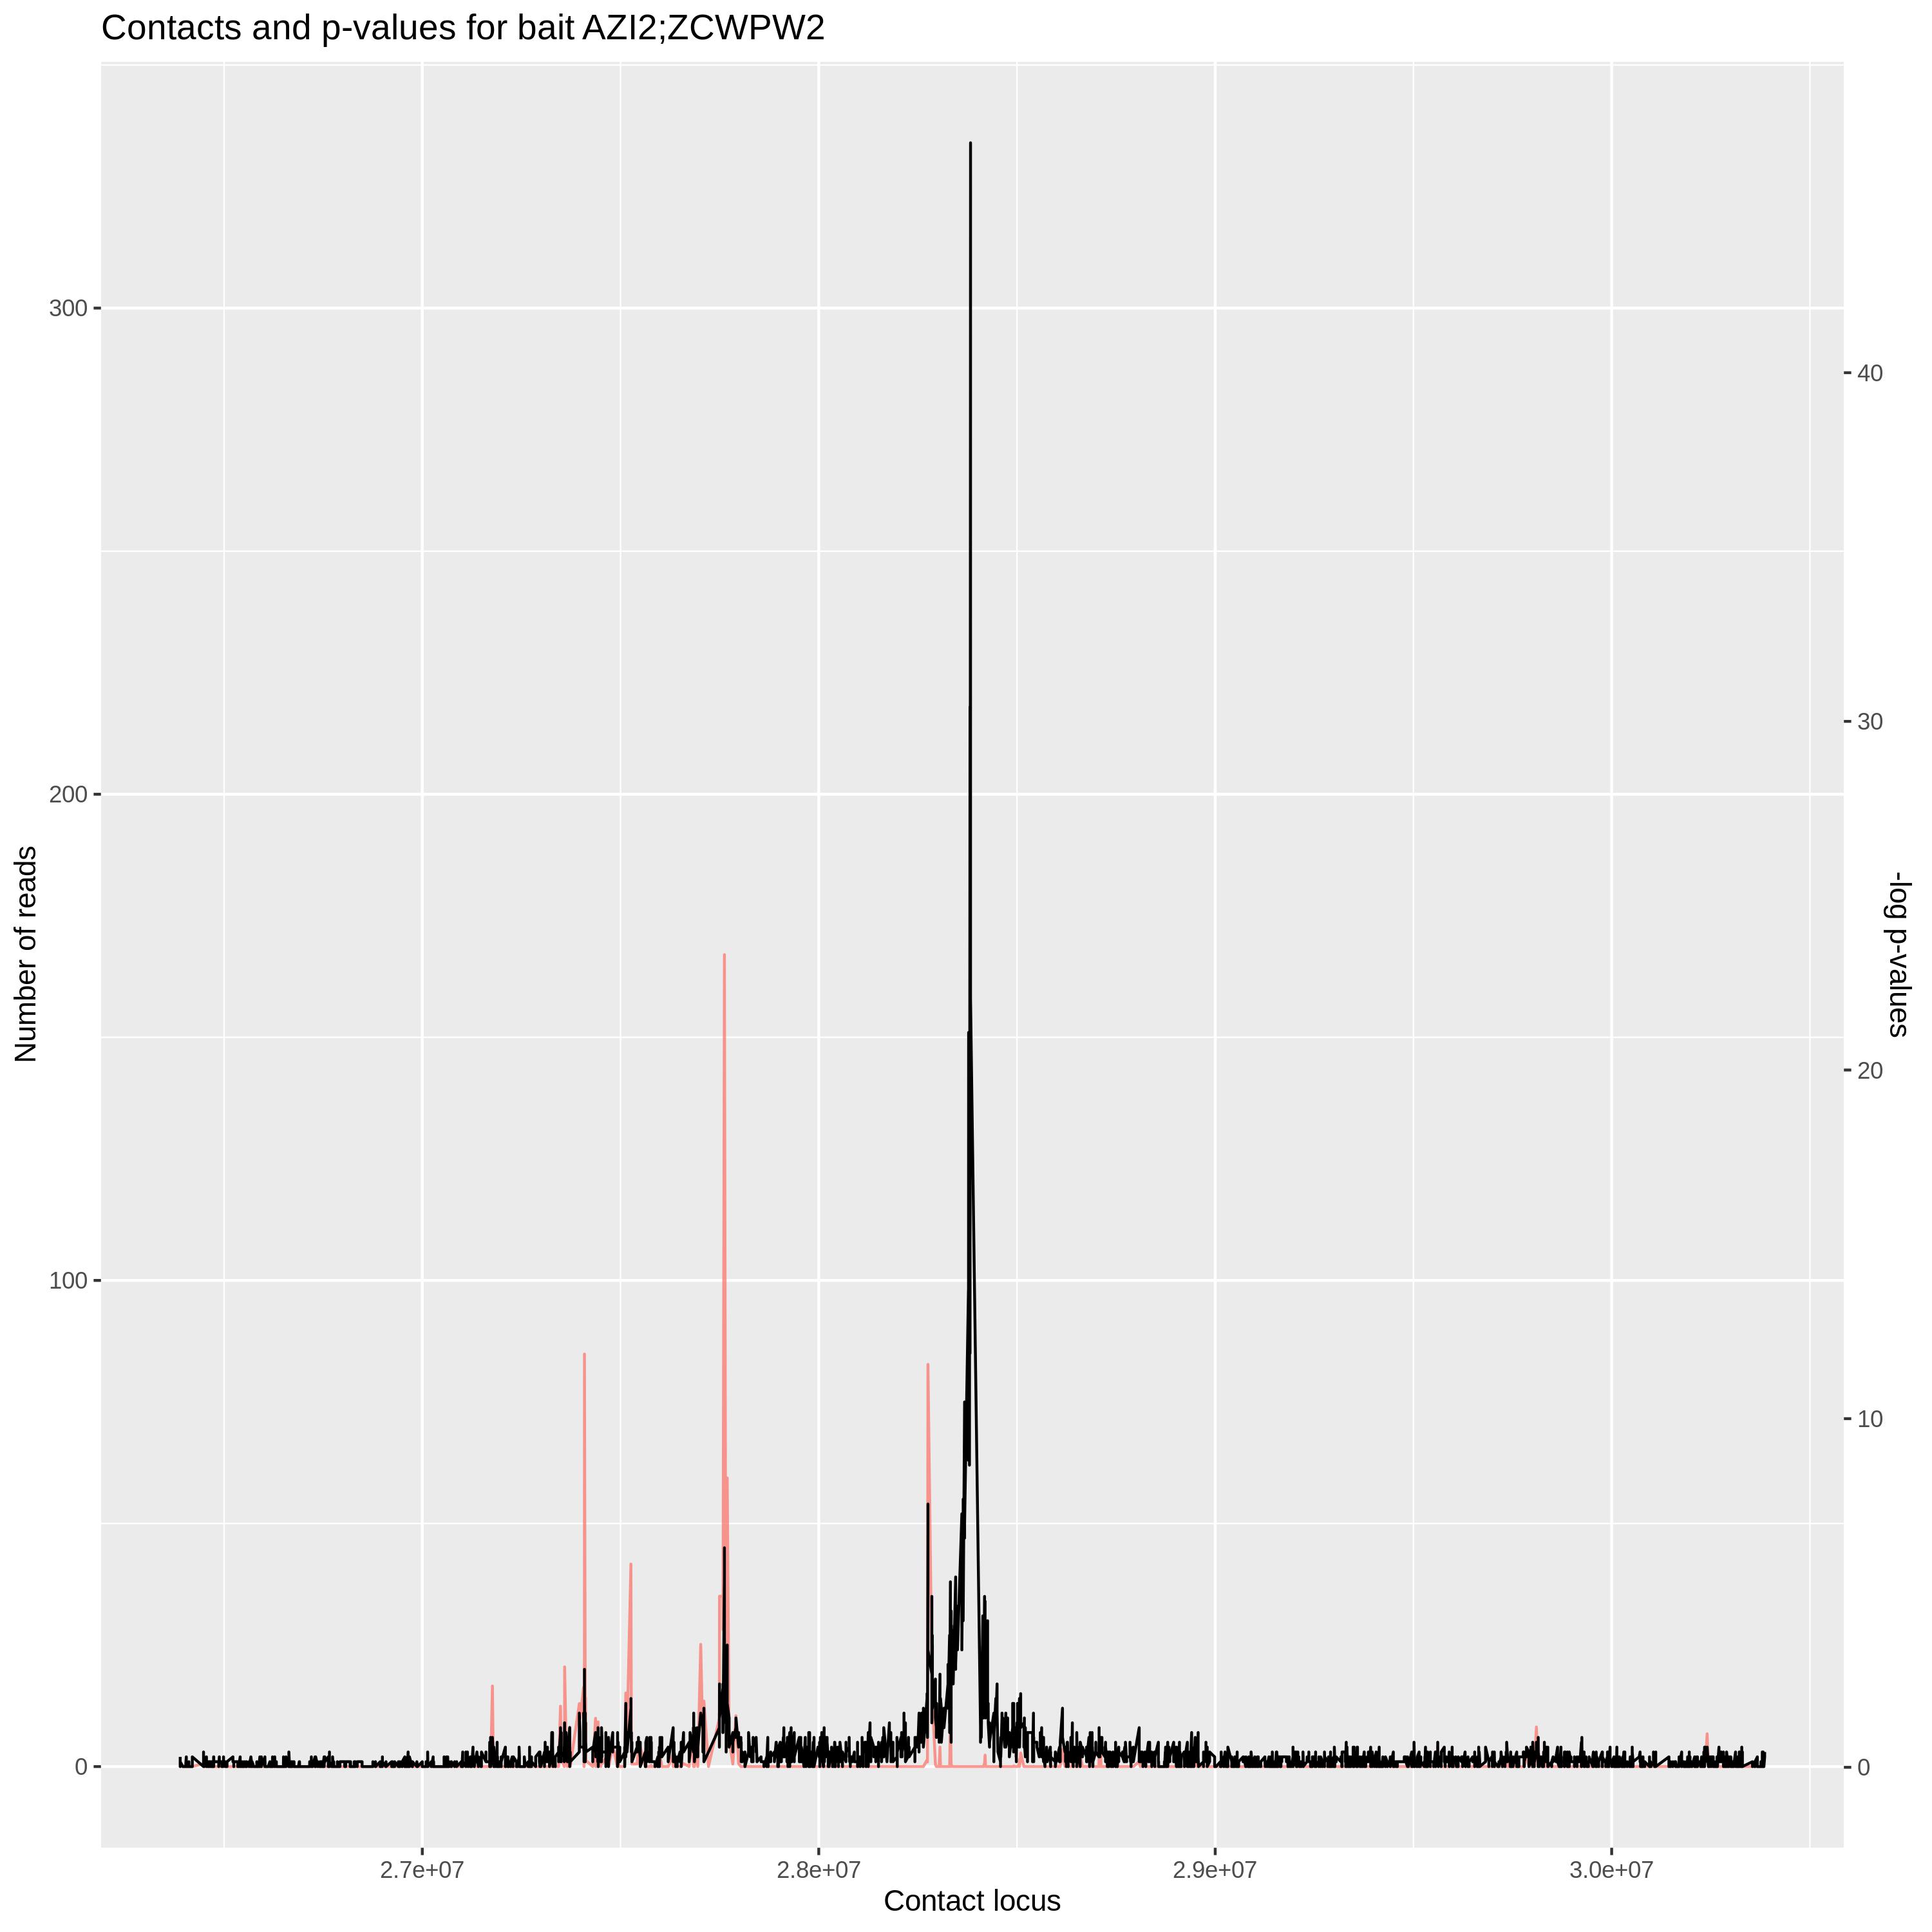 Contacts and p-values for bait AZI2;ZCWPW2
Number of reads
300
200
100
0
40
30
20
10
0
-log p-values
2.7e+07
2.8e+07
2.9e+07
3.0e+07
Contact locus